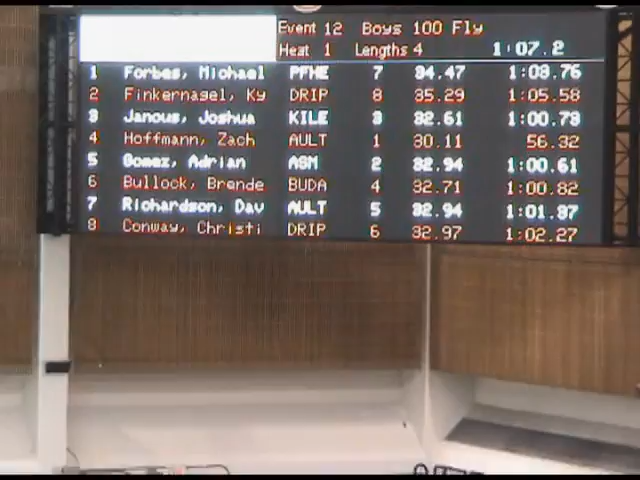 Event 12 Boys 100 Fly
Heat 1 Lengths 4 1:07.2
1 Forbes, Michael PFHE 7 34.47 1:03.76
2 Finkernagel, Ky DRIP 8 35.29 1:05.58
3 Janous, Joshua KILE 3 32.61 1:00.73
4 Hoffmann, Zach AULT 1 30.11 56.32
5 Gomez, Adrian ASM 2 32.94 1:00.61
6 Bullock, Brende BUDA 4 32.71 1:00.82
7 Richardson, Dav AULT 5 32.94 1:01.37
8 Conway, Christi DRIP 6 32.97 1:02.27